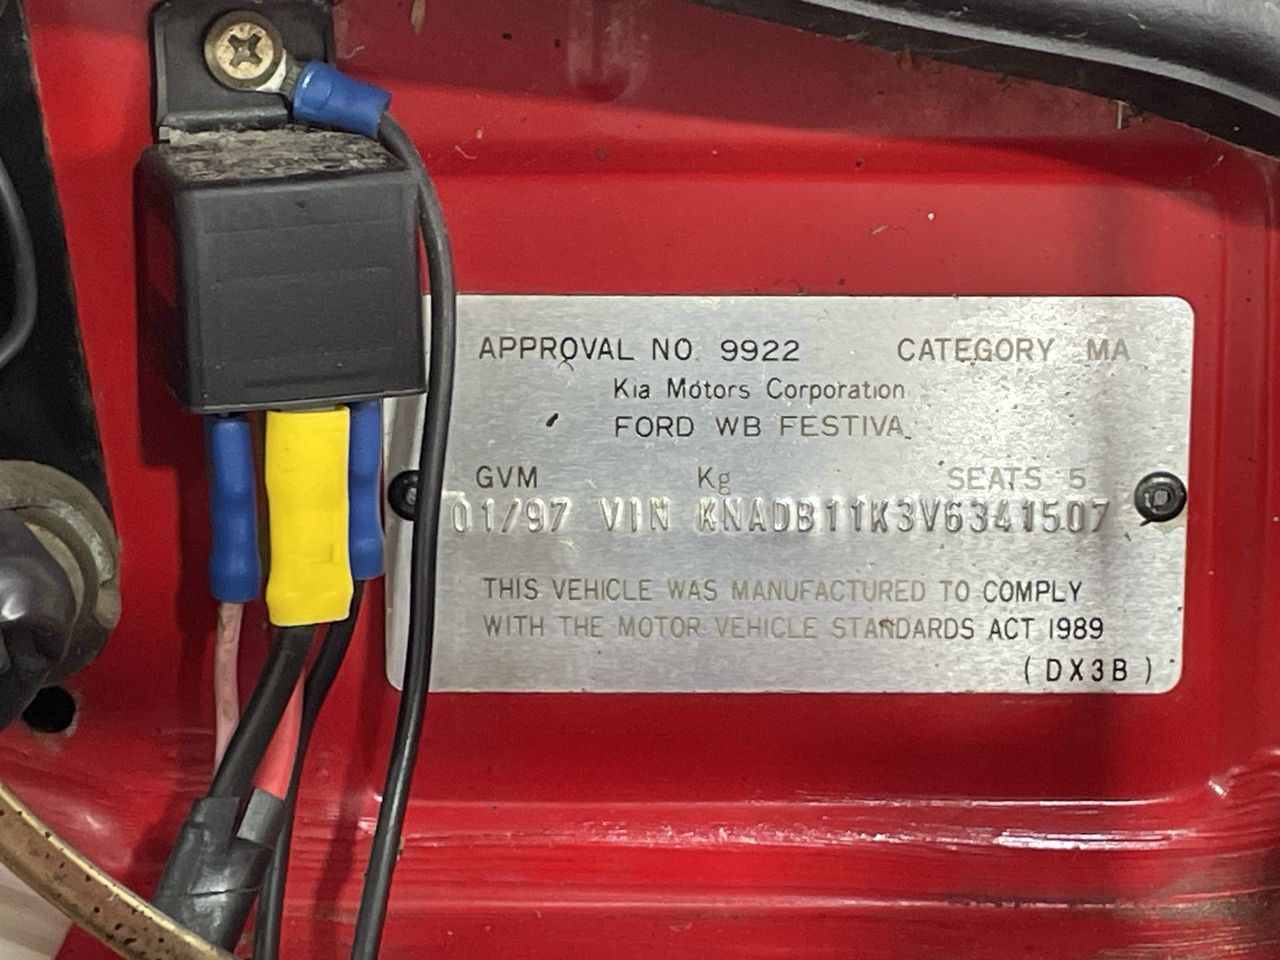 APPROVAL NO 9922 CATEGORY MA
Kia Motors Corporation
FORD WB FESTIVA
GVM Kg SEATS 5
01/97 VIN KNADB11K3V6341507
THIS VEHICLE WAS MANUFACTURED TO COMPLY
WITH THE MOTOR VEHICLE STANDARDS ACT 1989
(DX3B)